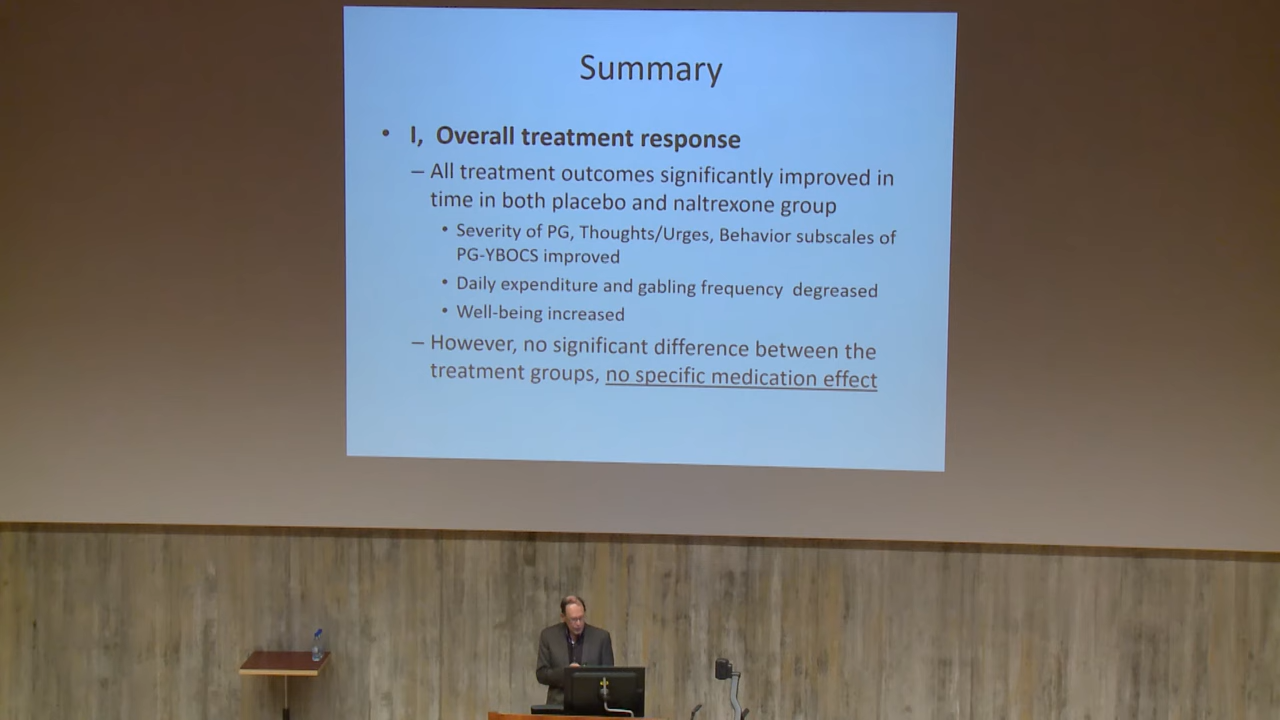 Summary
• I, Overall treatment response
– All treatment outcomes significantly improved in
time in both placebo and naltrexone group
• Severity of PG, Thoughts/Urges, Behavior subscales of
PG-YBOCS improved
• Daily expenditure and gabling frequency degreased
• Well-being increased
– However, no significant difference between the
treatment groups, no specific medication effect